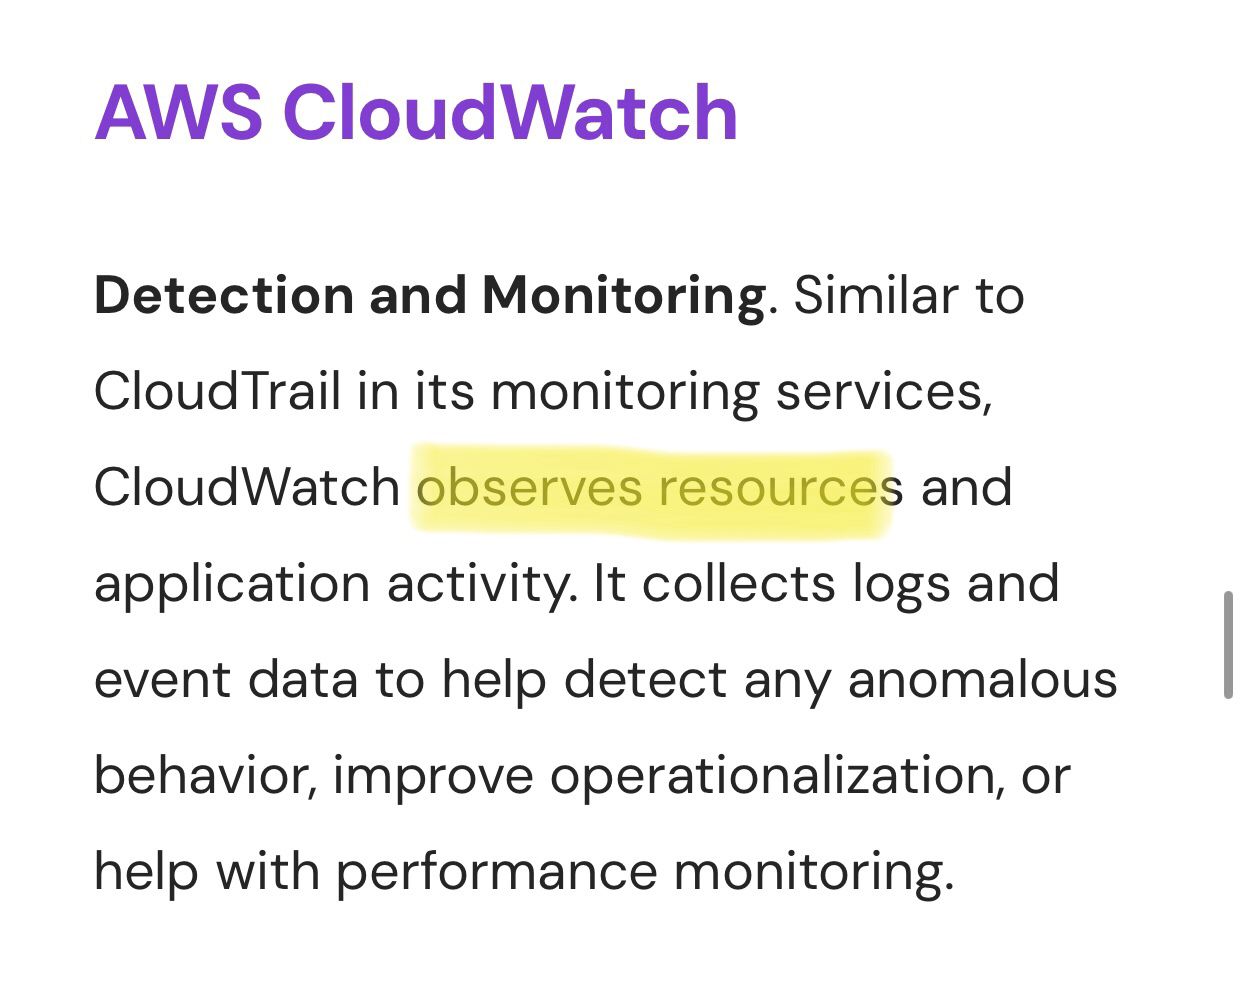 AWS CloudWatch
Detection and Monitoring. Similar to
CloudTrail in its monitoring services,
CloudWatch observes resources and
application activity. It collects logs and
event data to help detect any anomalous
behavior, improve operationalization, or
help with performance monitoring.